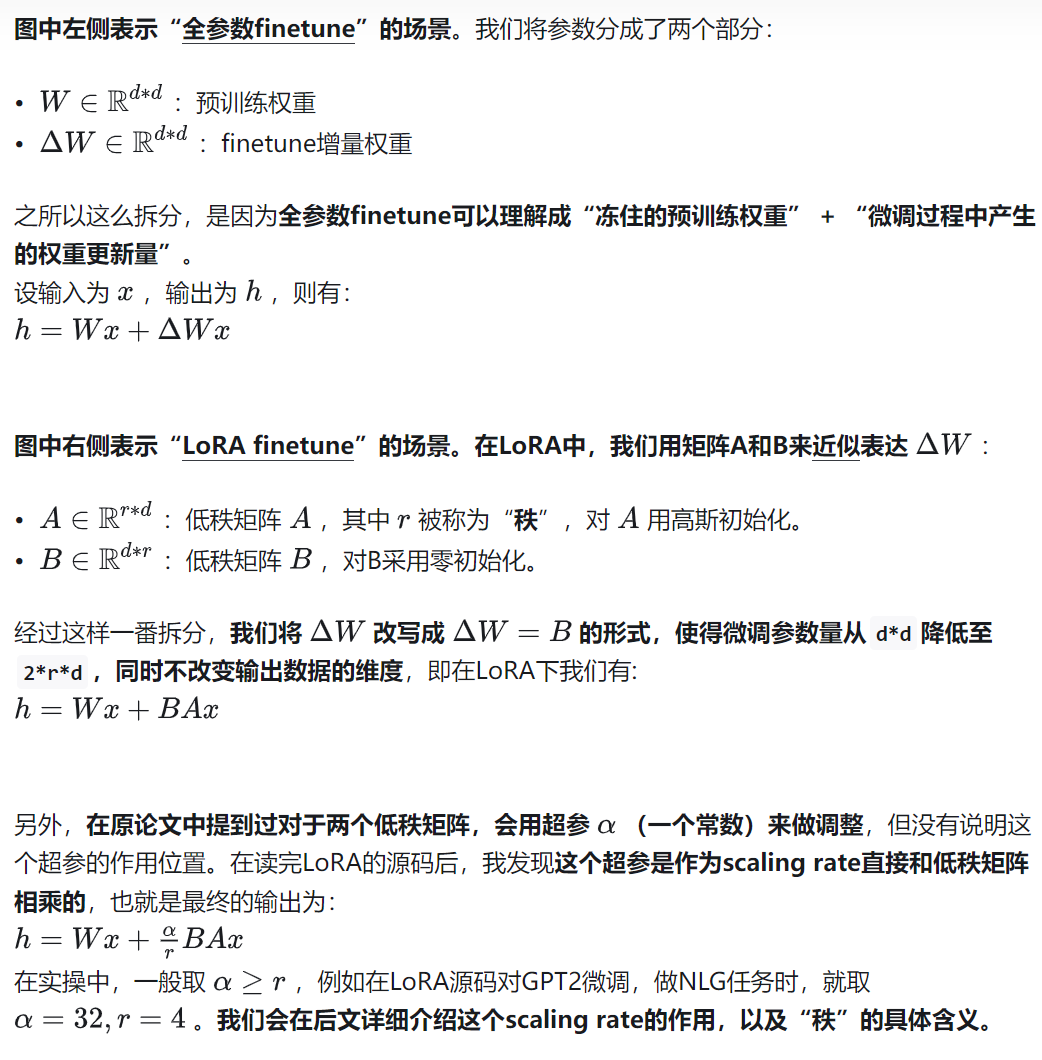 图中左侧表示“全参数finetune”的场景。我们将参数分成了两个部分：
• W ∈ ℝ^{d*d} ：预训练权重
• ΔW ∈ ℝ^{d*d} ：finetune增量权重
之所以这么拆分，是因为全参数finetune可以理解成“冻住的预训练权重” + “微调过程中产生
的权重更新量”。
设输入为 x ，输出为 h ，则有：
h = Wx + ΔWx
图中右侧表示“LoRA finetune”的场景。在LoRA中，我们用矩阵A和B来近似表达 ΔW ：
• A ∈ ℝ^{r*d} ：低秩矩阵 A ，其中 r 被称为“秩”，对 A 用高斯初始化。
• B ∈ ℝ^{d*r} ：低秩矩阵 B ，对B采用零初始化。
经过这样一番拆分，我们将 ΔW 改写成 ΔW = B 的形式，使得微调参数量从 d*d 降低至
2*r*d ，同时不改变输出数据的维度，即在LoRA下我们有:
h = Wx + BAx
另外，在原论文中提到过对于两个低秩矩阵，会用超参 α （一个常数）来做调整，但没有说明这
个超参的作用位置。在读完LoRA的源码后，我发现这个超参是作为scaling rate直接和低秩矩阵
相乘的，也就是最终的输出为：
h = Wx + \frac{α}{r}BAx
在实操中，一般取 α ≥ r ，例如在LoRA源码对GPT2微调，做NLG任务时，就取
α = 32, r = 4 。我们会在后文详细介绍这个scaling rate的作用，以及“秩”的具体含义。